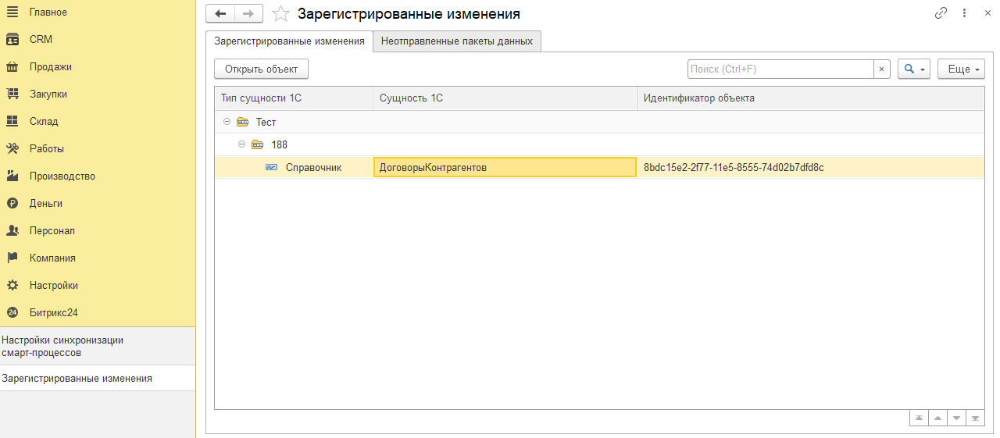 Главное
CRM
Продажи
Закупки
Склад
Работы
Производство
Деньги
Персонал
Компания
Настройки
24 Битрикс24
Настройки синхронизации
смарт-процессов
Зарегистрированные изменения
Зарегистрированные изменения
Зарегистрированные изменения Неотправленные пакеты данных
Открыть объект Поиск (Ctrl+F) × Еще
Тип сущности 1С Сущность 1С Идентификатор объекта
Тест
188
Справочник ДоговорыКонтрагентов 8bdc15e2-2f77-11e5-8555-74d02b7dfd8c